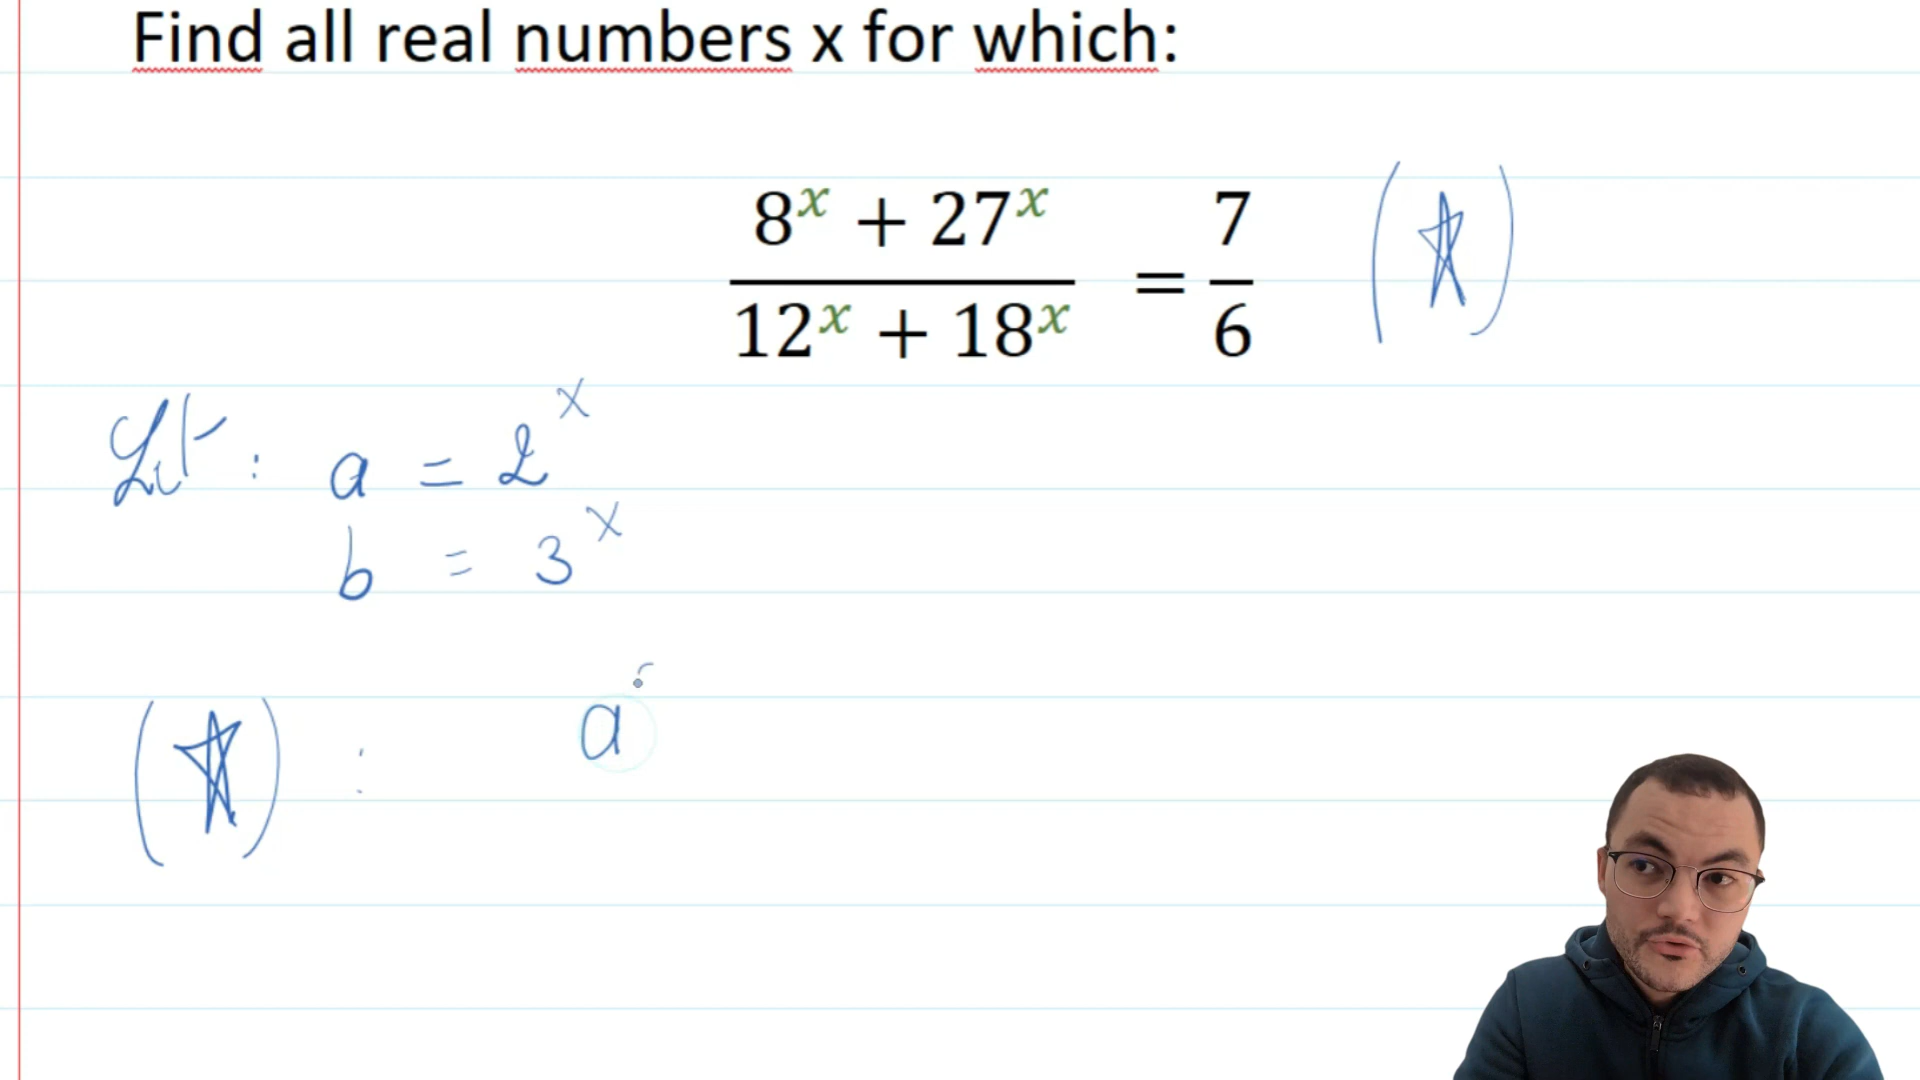 Find all real numbers x for which:
8^x + 27^x / 12^x + 18^x = 7/6 (☆)
Let : a = 2^x
b = 3^x
(☆) : a